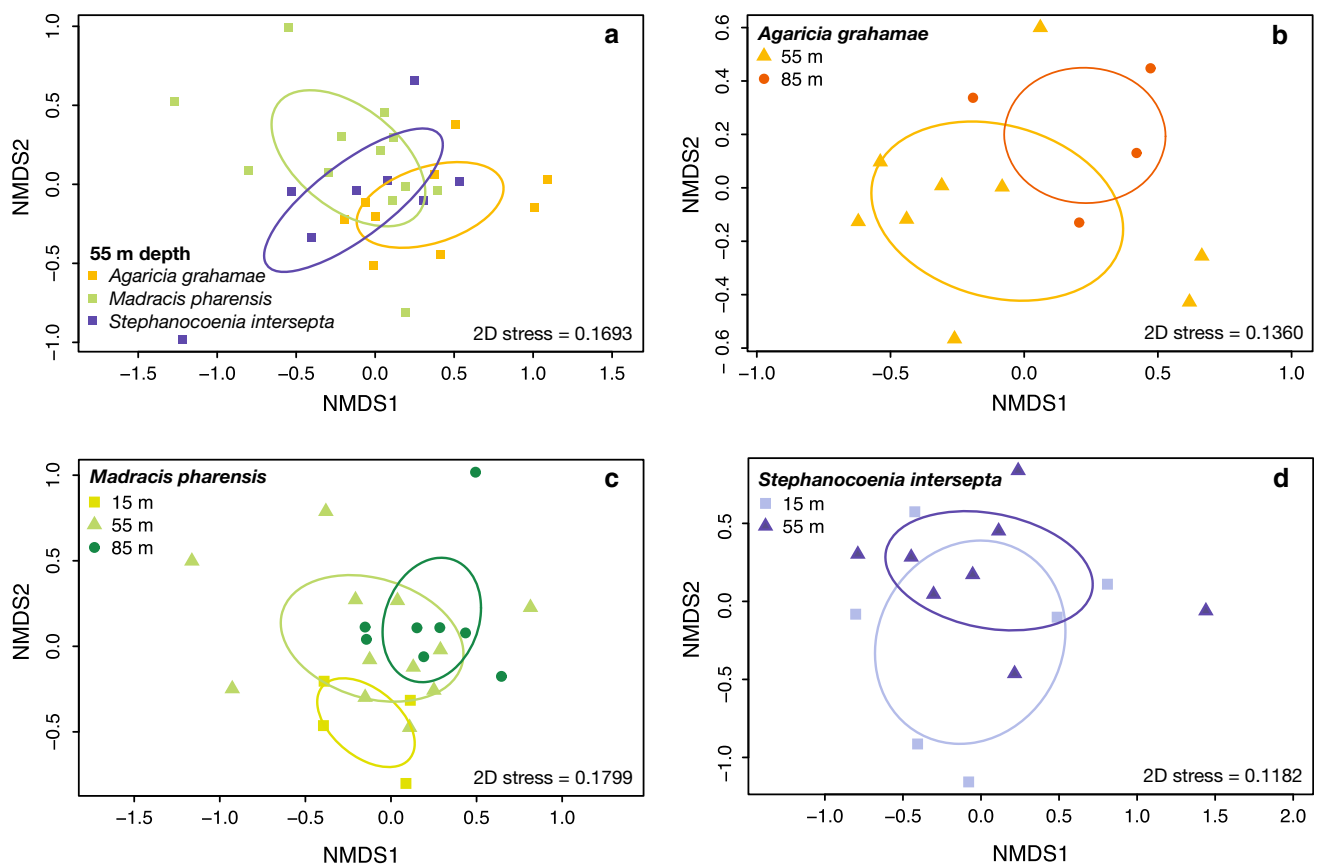 a
1.0
0.5
0.0
−0.5
−1.0
NMDS2
55 m depth
Agaricia grahamae
Madracis pharensis
Stephanocoenia intersepta
2D stress = 0.1693
−1.5 −1.0 −0.5 0.0 0.5 1.0 1.5
NMDS1
b
Agaricia grahamae
55 m
85 m
0.6
0.4
0.2
0.0
−0.2
−0.4
− 0.6
NMDS2
2D stress = 0.1360
−1.0 −0.5 0.0 0.5 1.0
NMDS1
c
Madracis pharensis
15 m
55 m
85 m
1.0
0.5
0.0
−0.5
NMDS2
2D stress = 0.1799
−1.5 −1.0 −0.5 0.0 0.5 1.0
NMDS1
d
Stephanocoenia intersepta
15 m
55 m
0.5
0.0
−0.5
−1.0
NMDS2
2D stress = 0.1182
−1.0 −0.5 0.0 0.5 1.0 1.5 2.0
NMDS1